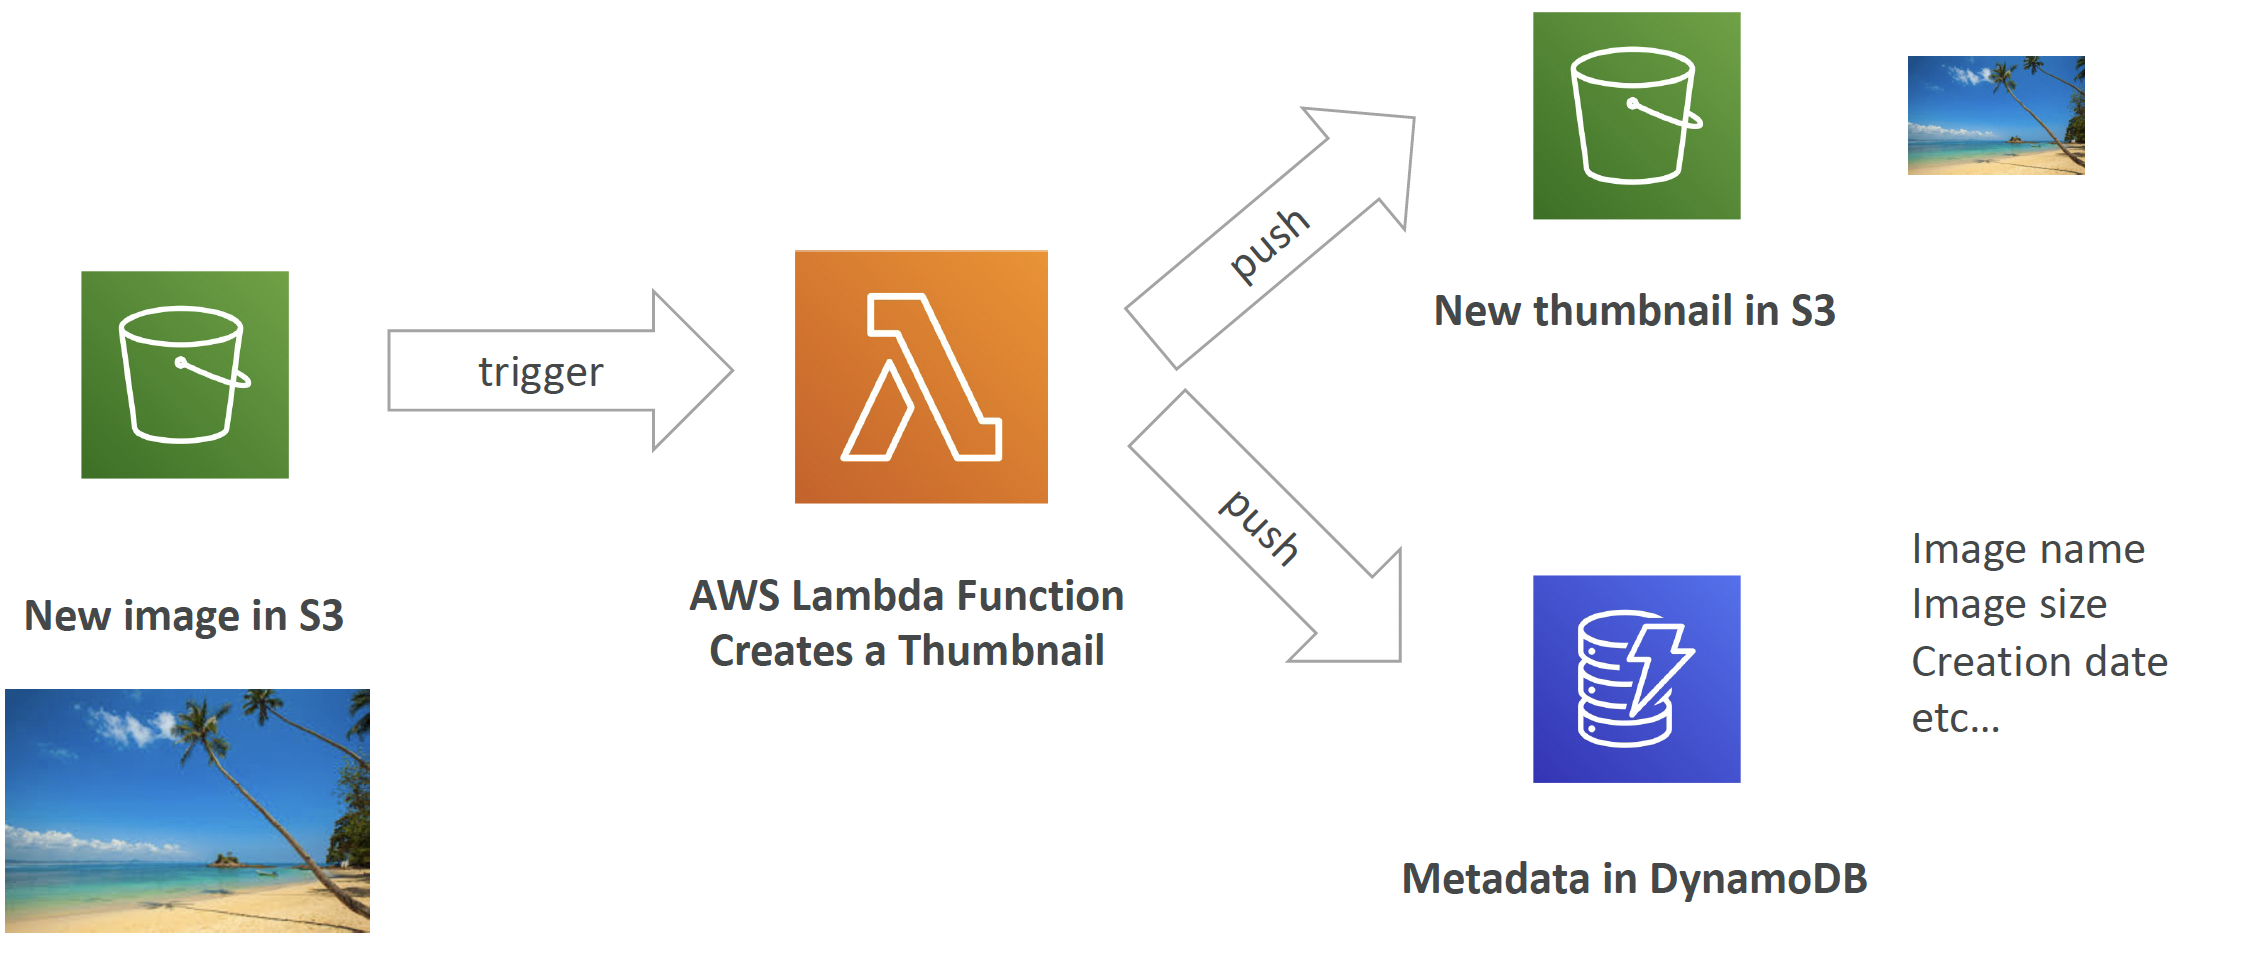 New image in S3
trigger
AWS Lambda Function
Creates a Thumbnail
push
New thumbnail in S3
push
Metadata in DynamoDB
Image name
Image size
Creation date
etc...